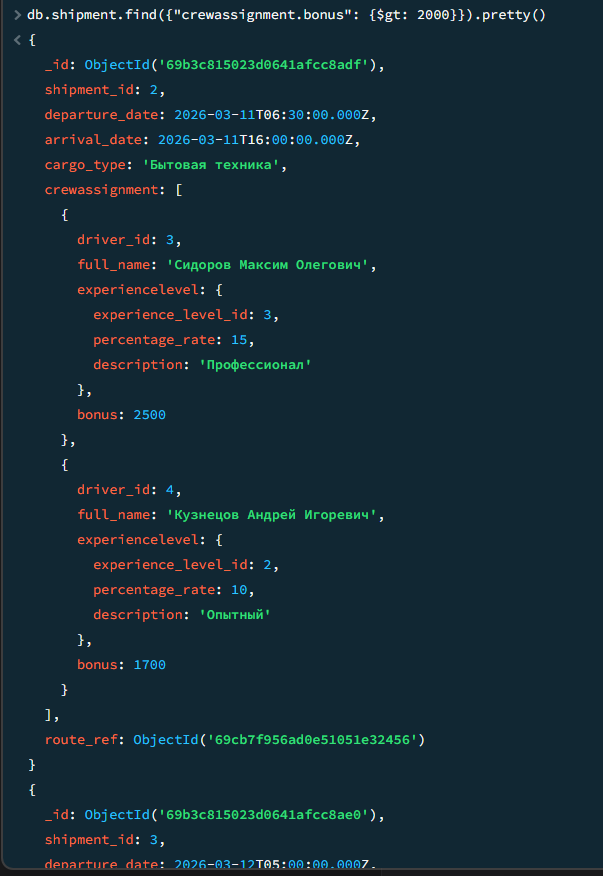 > db.shipment.find({"crewassignment.bonus": {$gt: 2000}}).pretty()
< {
_id: ObjectId('69b3c815023d0641afcc8adf'),
shipment_id: 2,
departure_date: 2026-03-11T06:30:00.000Z,
arrival_date: 2026-03-11T16:00:00.000Z,
cargo_type: 'Бытовая техника',
crewassignment: [
{
driver_id: 3,
full_name: 'Сидоров Максим Олегович',
experiencelevel: {
experience_level_id: 3,
percentage_rate: 15,
description: 'Профессионал'
},
bonus: 2500
},
{
driver_id: 4,
full_name: 'Кузнецов Андрей Игоревич',
experiencelevel: {
experience_level_id: 2,
percentage_rate: 10,
description: 'Опытный'
},
bonus: 1700
}
],
route_ref: ObjectId('69cb7f956ad0e51051e32456')
}
{
_id: ObjectId('69b3c815023d0641afcc8ae0'),
shipment_id: 3,
departure_date: 2026-03-12T05:00:00.000Z,